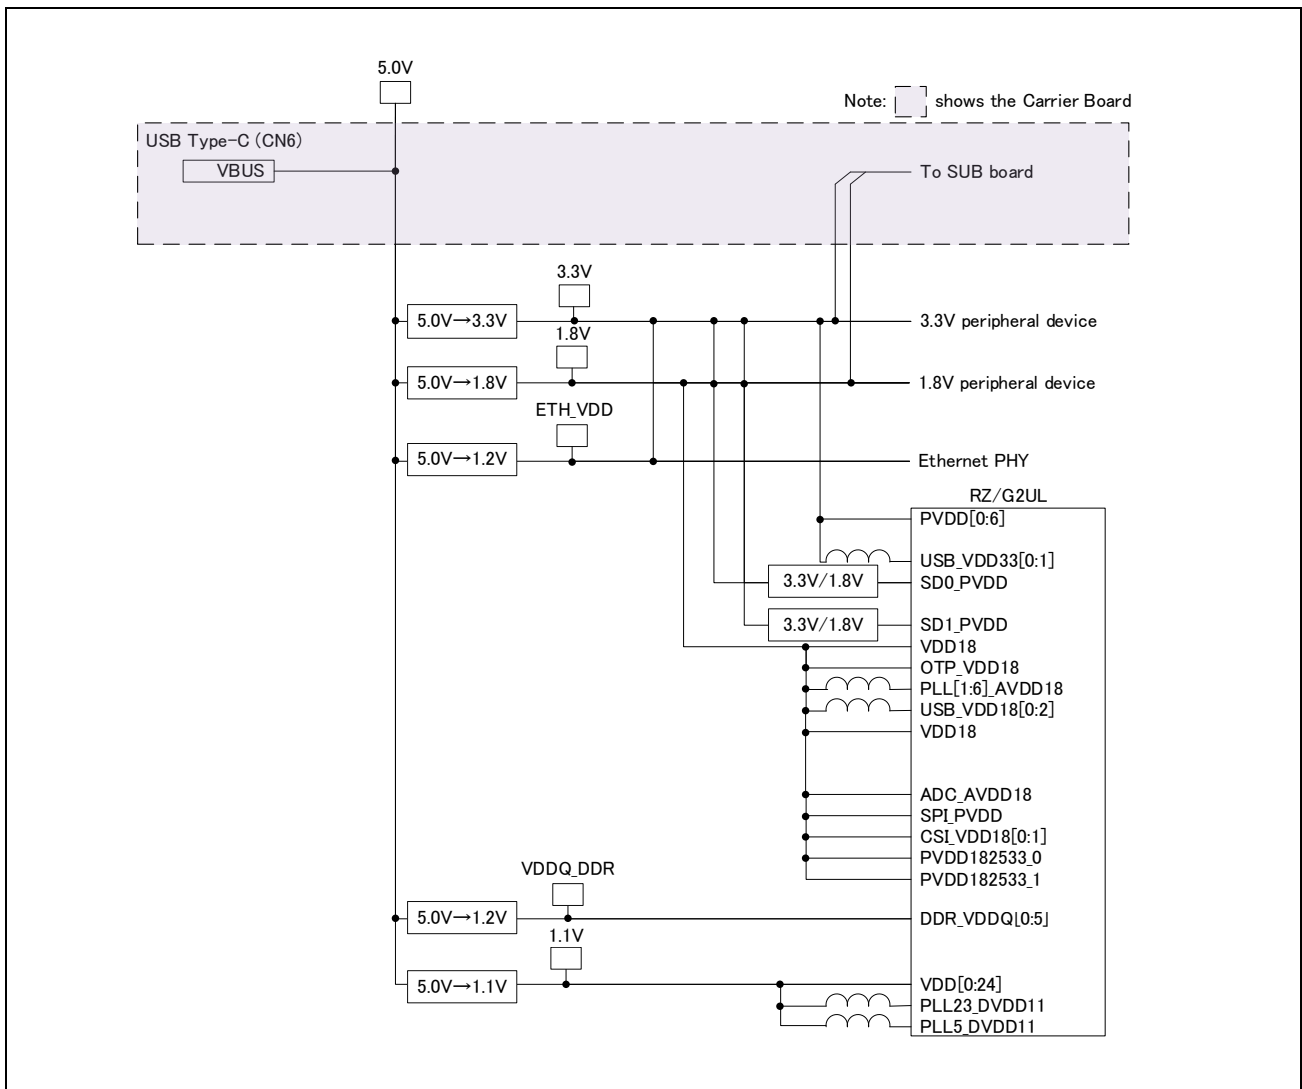 5.0V
Note: shows the Carrier Board
USB Type-C (CN6)
VBUS
To SUB board
3.3V
5.0V→3.3V
3.3V peripheral device
1.8V
5.0V→1.8V
1.8V peripheral device
ETH_VDD
5.0V→1.2V
Ethernet PHY
RZ/G2UL
PVDD[0:6]
USB_VDD33[0:1]
3.3V/1.8V
SD0_PVDD
3.3V/1.8V
SD1_PVDD
VDD18
OTP_VDD18
PLL[1:6]_AVDD18
USB_VDD18[0:2]
VDD18
ADC_AVDD18
SPI_PVDD
CSI_VDD18[0:1]
PVDD182533_0
PVDD182533_1
VDDQ_DDR
5.0V→1.2V
DDR_VDDQ[0:5]
1.1V
5.0V→1.1V
VDD[0:24]
PLL23_DVDD11
PLL5_DVDD11